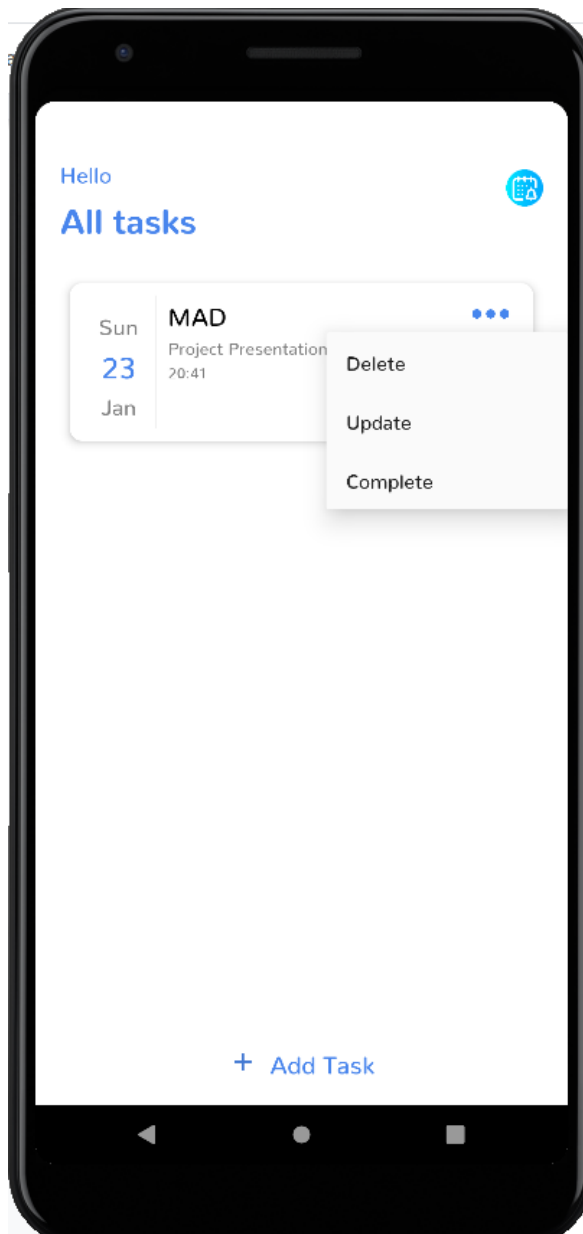 Hello
All tasks
Sun
23
Jan
MAD
Project Presentation
20:41
Delete
Update
Complete
+ Add Task